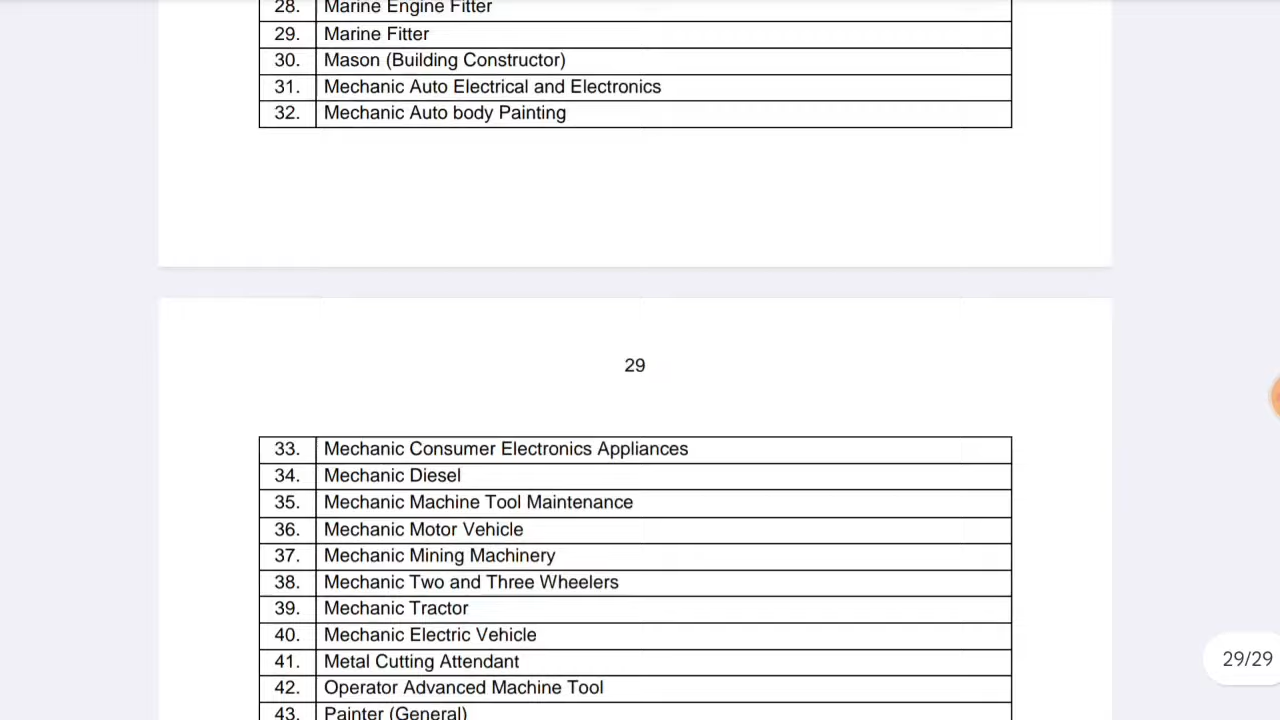 28. Marine Engine Fitter
29. Marine Fitter
30. Mason (Building Constructor)
31. Mechanic Auto Electrical and Electronics
32. Mechanic Auto body Painting
29
33. Mechanic Consumer Electronics Appliances
34. Mechanic Diesel
35. Mechanic Machine Tool Maintenance
36. Mechanic Motor Vehicle
37. Mechanic Mining Machinery
38. Mechanic Two and Three Wheelers
39. Mechanic Tractor
40. Mechanic Electric Vehicle
29/29
41. Metal Cutting Attendant
42. Operator Advanced Machine Tool
43. Painter (General)